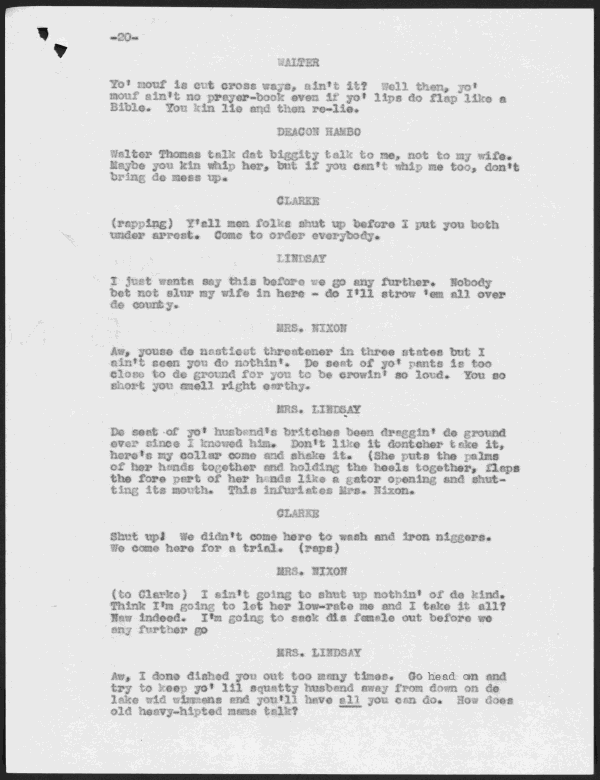 -20-
WALTER
Yo' mouf is cut cross ways, ain't it? Well then, yo'
mouf ain't no prayer-book even if yo' lips do flap like a
Bible. You kin lie and then re-lie.
DEACON HAMBO
Walter Thomas talk dat biggity talk to me, not to my wife.
Maybe you kin whip her, but if you can't whip me too, don't
bring de mess up.
CLARKE
(rapping) Y'all men folks shut up before I put you both
under arrest. Come to order everybody.
LINDSAY
I just wanta say this before we go any further. Nobody
bet not slur my wife in here - do I'll strow 'em all over
de county.
MRS. NIXON
Aw, youse de nastiest threatener in three states but I
ain't seen you do nothin'. De seat of yo' pants is too
close to de ground for you to be crowin' so loud. You so
short you smell right earthy.
MRS. LINDSAY
De seat of yo' husband's britches been draggin' de ground
ever since I knowed him. Don't like it dontcher take it,
here's my collar come and shake it. (She puts the palms
of her hands together and holding the heels together, flaps
the fore part of her hands like a gator opening and shut-
ting its mouth. This infuriates Mrs. Nixon.
CLARKE
Shut up! We didn't come here to wash and iron niggers.
We come here for a trial. (raps)
MRS. NIXON
(to Clarke) I ain't going to shut up nothin' of de kind.
Think I'm going to let her low-rate me and I take it all?
Naw indeed. I'm going to sack dis female out before we
any further go
MRS. LINDSAY
Aw, I done dished you out too many times. Go head on and
try to keep yo' lil squatty husband away from down on de
lake wid wimmens and you'll have all you can do. How does
old heavy-hipted mama talk?